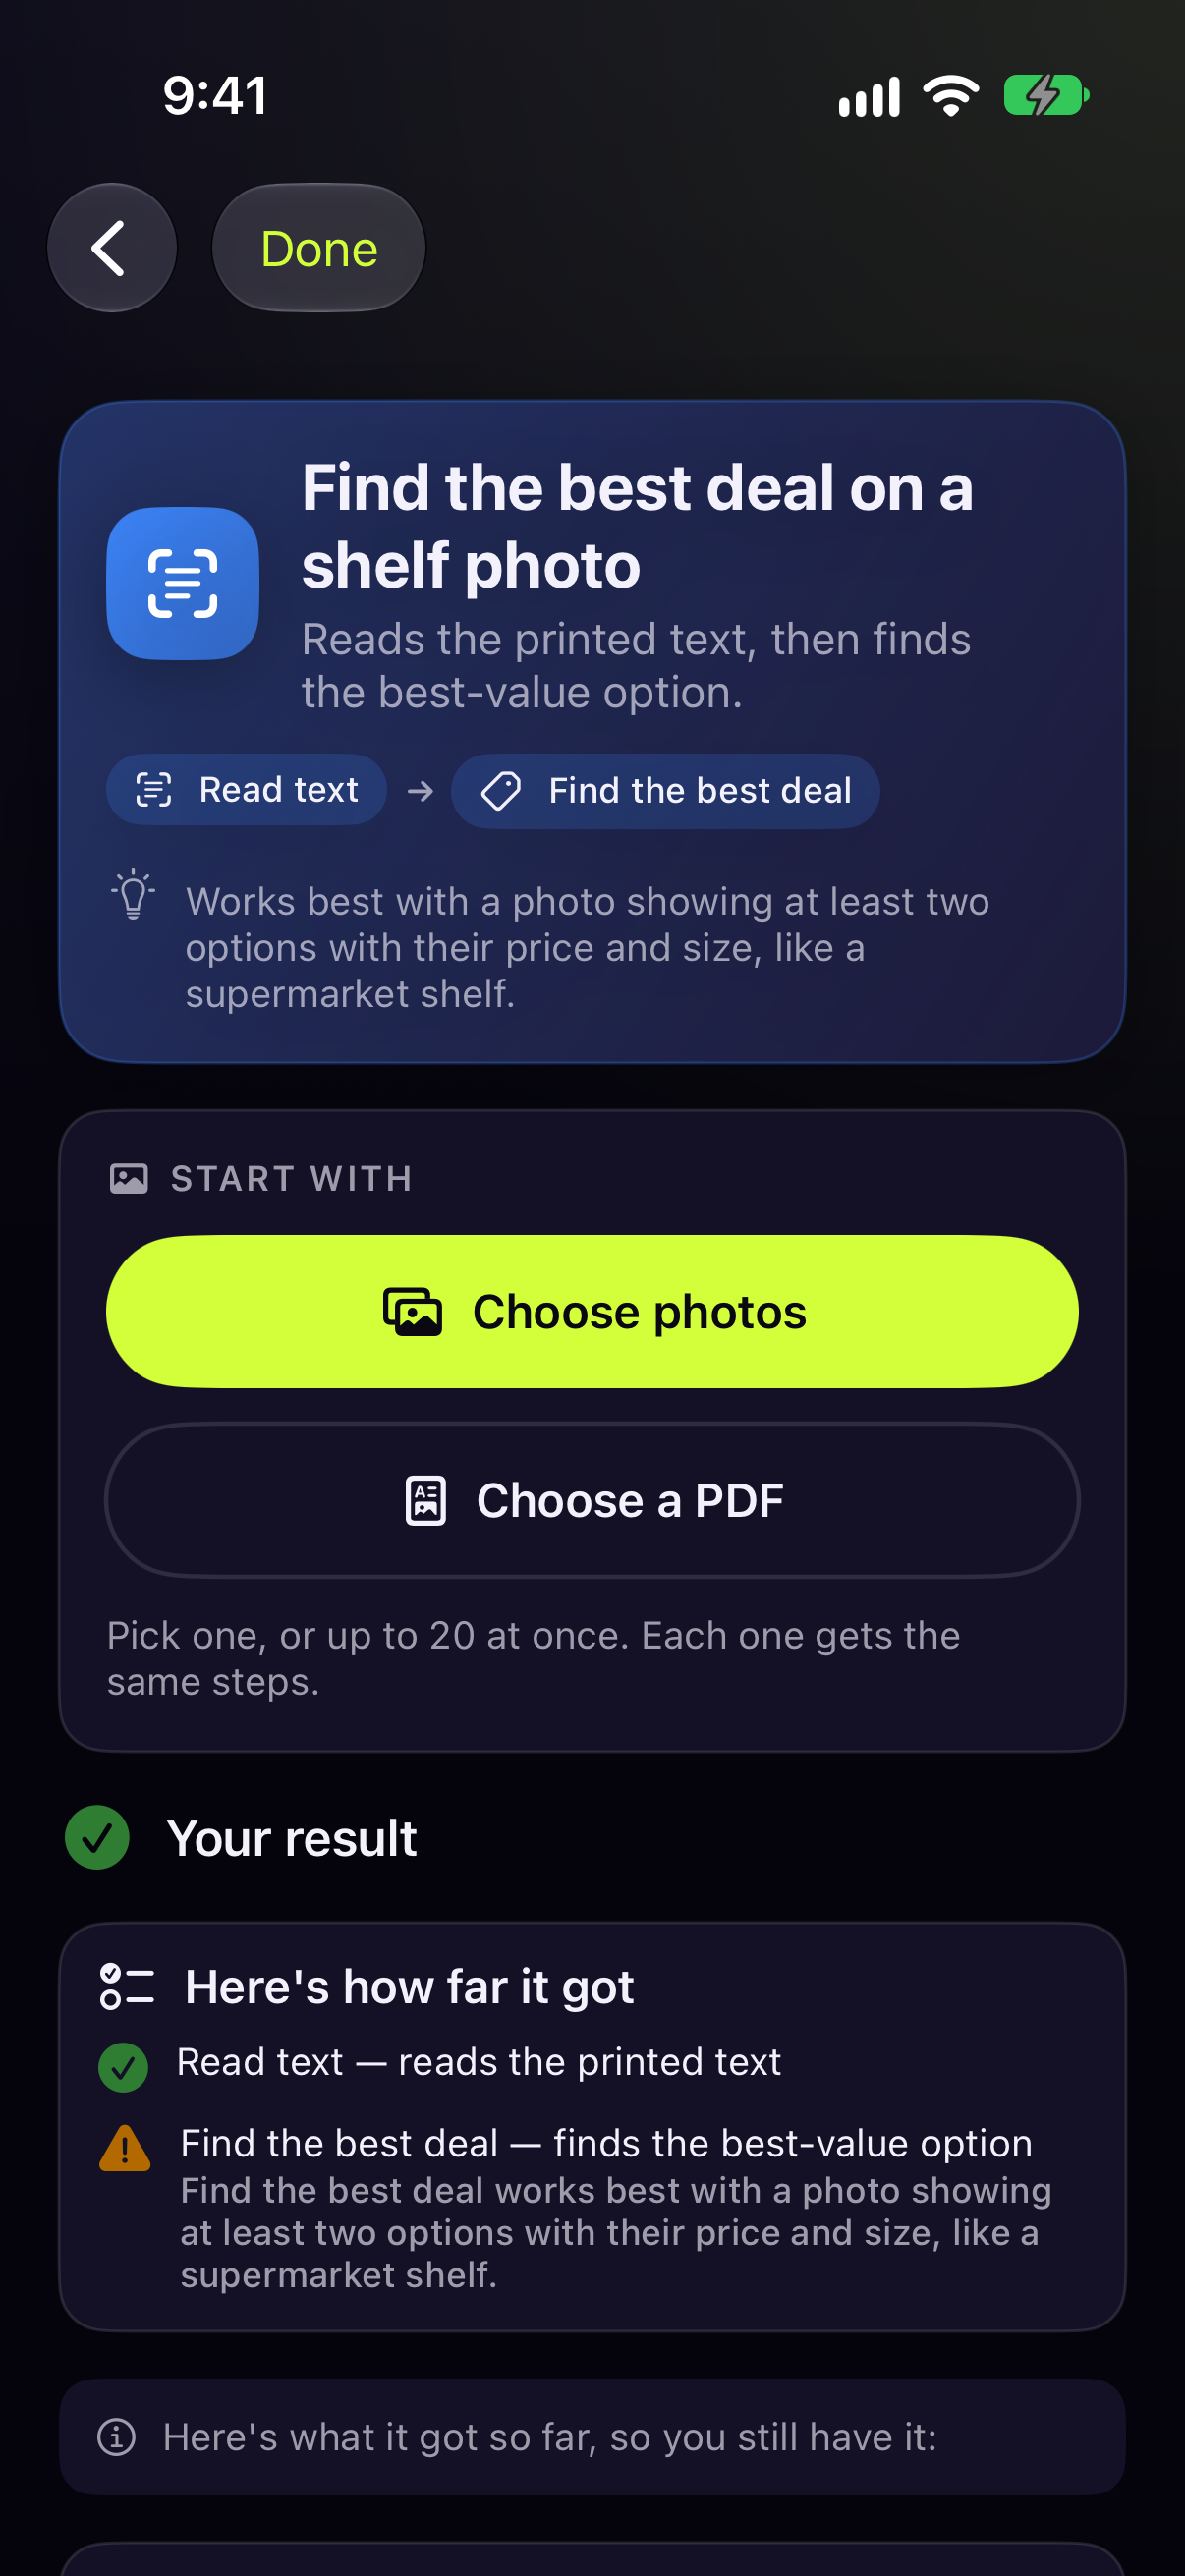 9:41
Done
Find the best deal on a
shelf photo
Reads the printed text, then finds
the best-value option.
Read text → Find the best deal
Works best with a photo showing at least two
options with their price and size, like a
supermarket shelf.
START WITH
Choose photos
Choose a PDF
Pick one, or up to 20 at once. Each one gets the
same steps.
Your result
Here's how far it got
Read text — reads the printed text
Find the best deal — finds the best-value option
Find the best deal works best with a photo showing
at least two options with their price and size, like a
supermarket shelf.
Here's what it got so far, so you still have it: